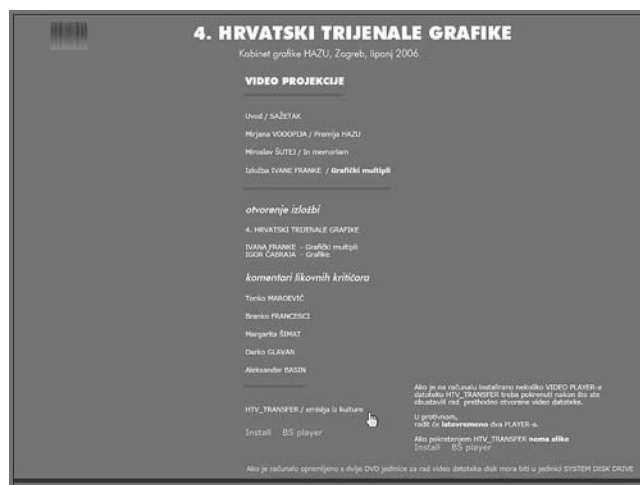 4. HRVATSKI TRIJENALE GRAFIKE
Kabinet grafike HAZU, Zagreb, lipanj 2006.
VIDEO PROJEKCIJE
Uvod / SAŽETAK
Mirjana VODOPIJA / Premija HAZU
Miroslav ŠUTEJ / In memoriam
Izložba IVANE FRANKE / Grafički multipli
otvorenje izložbi
4. HRVATSKI TRIJENALE GRAFIKE
IVANA FRANKE - Grafički multipli
IGOR ČABRAJA - Grafike
komentari likovnih kritičara
Tonko MAROEVIĆ
Branko FRANCESCI
Margarita ŠIMAT
Darko GLAVAN
Aleksandar BASIN
HTV_TRANSFER / emisija iz kulture
Install - BS player
Ako je na računalu instalirano nekoliko VIDEO PLAYER-a
datoteku HTV_TRANSFER treba pokrenuti nakon što ste
obustavili rad prethodno otvorene video datoteke.
U protivnom,
radit će istovremeno dva PLAYER-a.
Ako pokretanjem HTV_TRANSFER nema slike
Install - BS player
Ako je računalo opremljeno s dvije DVD jedinice za rad video datoteka disk mora biti u jedinici SYSTEM DISK DRIVE